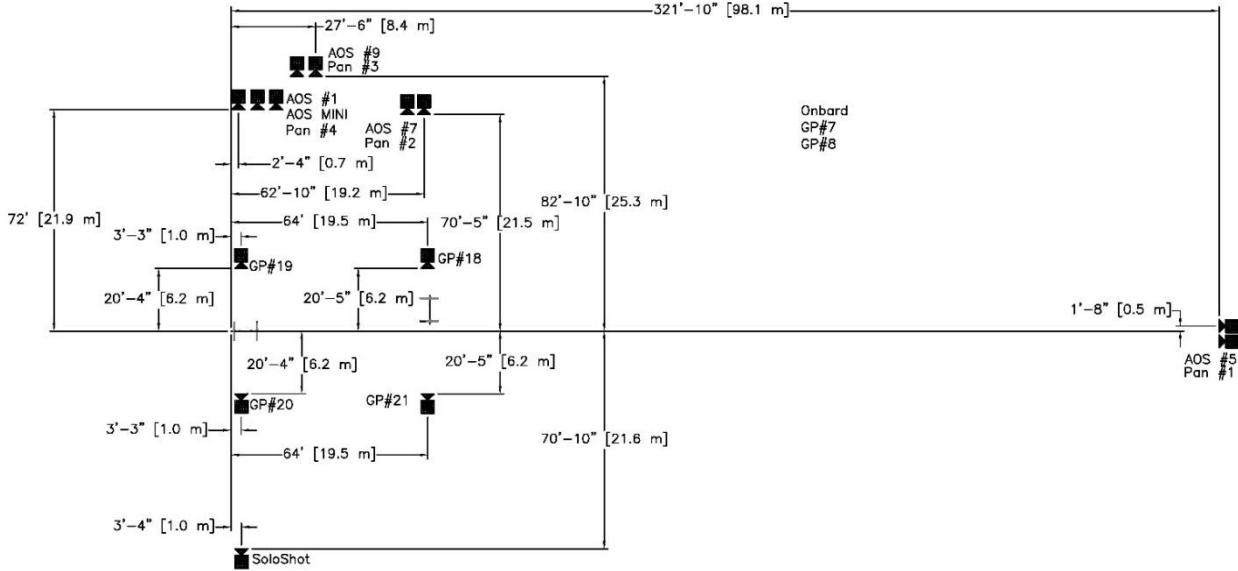 321'-10" [98.1 m]
27'-6" [8.4 m]
AOS #9
Pan #3
AOS #1
AOS MINI
Pan #4
AOS #7
Pan #2
Onbard
GP#7
GP#8
2'-4" [0.7 m]
62'-10" [19.2 m]
82'-10" [25.3 m]
72' [21.9 m]
64' [19.5 m]
70'-5" [21.5 m]
3'-3" [1.0 m]
GP#19
GP#18
20'-4" [6.2 m]
20'-5" [6.2 m]
1'-8" [0.5 m]
20'-4" [6.2 m]
20'-5" [6.2 m]
AOS #5
Pan #1
GP#20
GP#21
3'-3" [1.0 m]
70'-10" [21.6 m]
64' [19.5 m]
3'-4" [1.0 m]
SoloShot